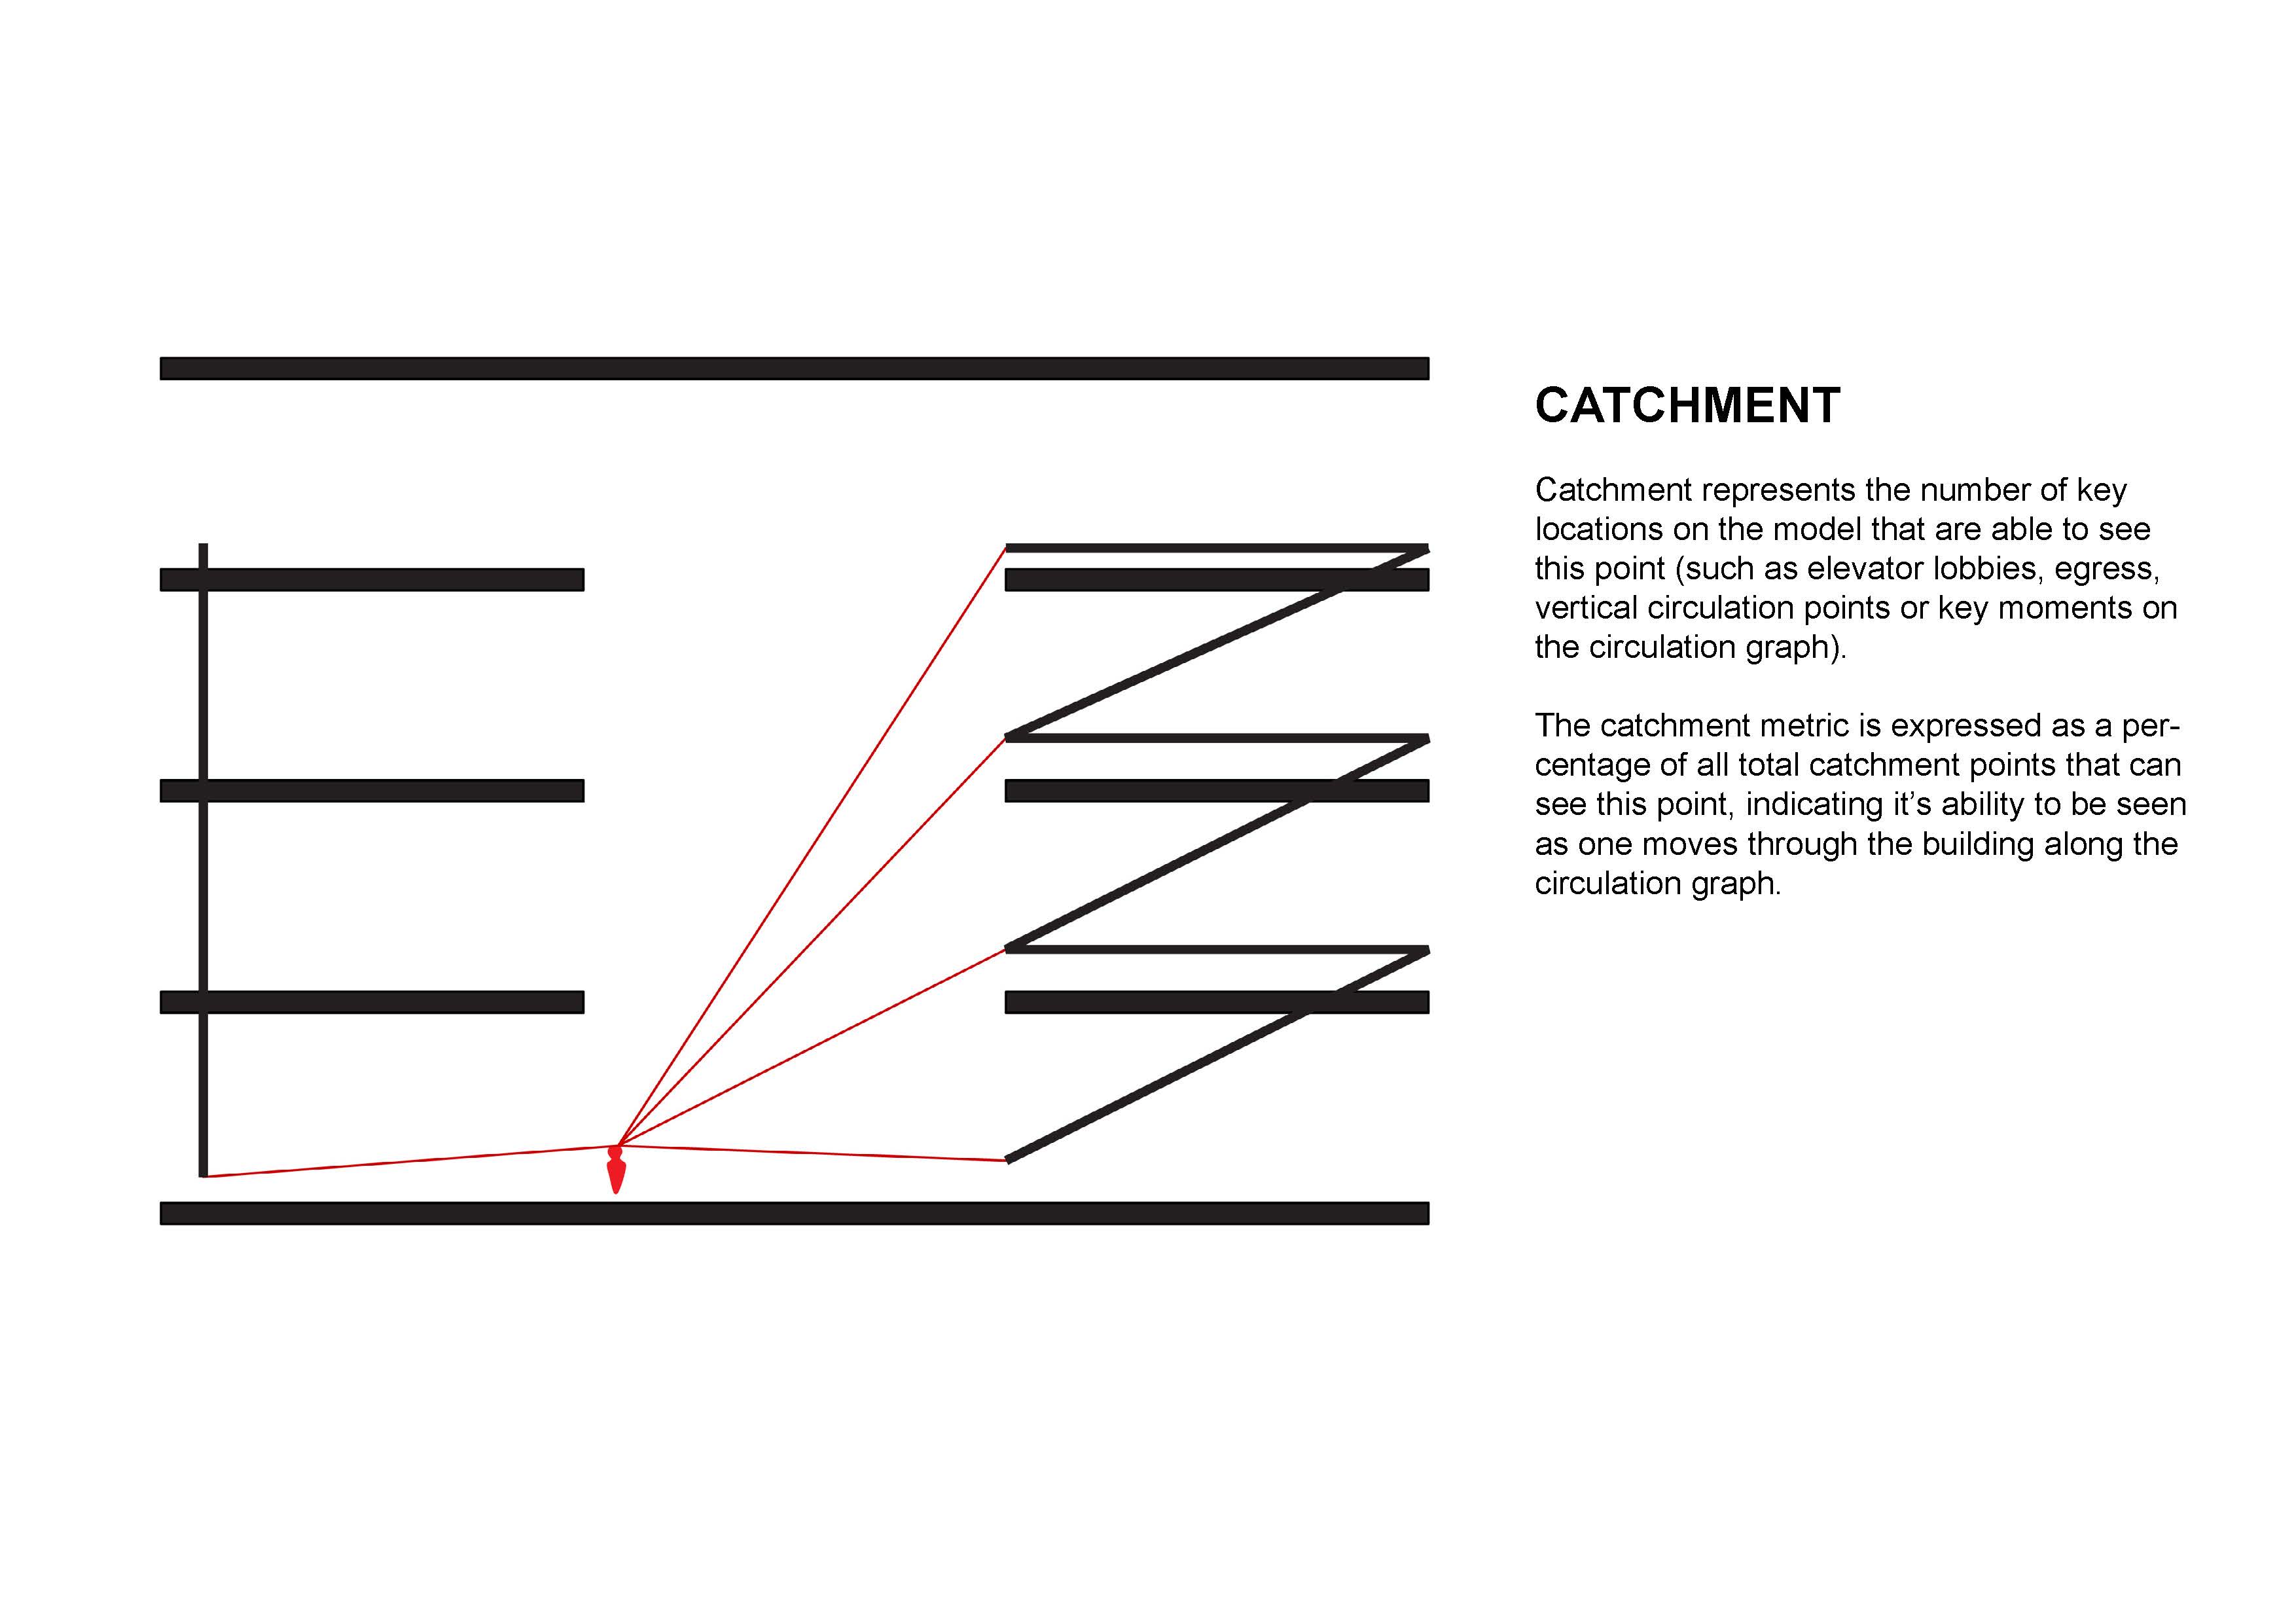 CATCHMENT
Catchment represents the number of key
locations on the model that are able to see
this point (such as elevator lobbies, egress,
vertical circulation points or key moments on
the circulation graph).
The catchment metric is expressed as a per-
centage of all total catchment points that can
see this point, indicating it’s ability to be seen
as one moves through the building along the
circulation graph.